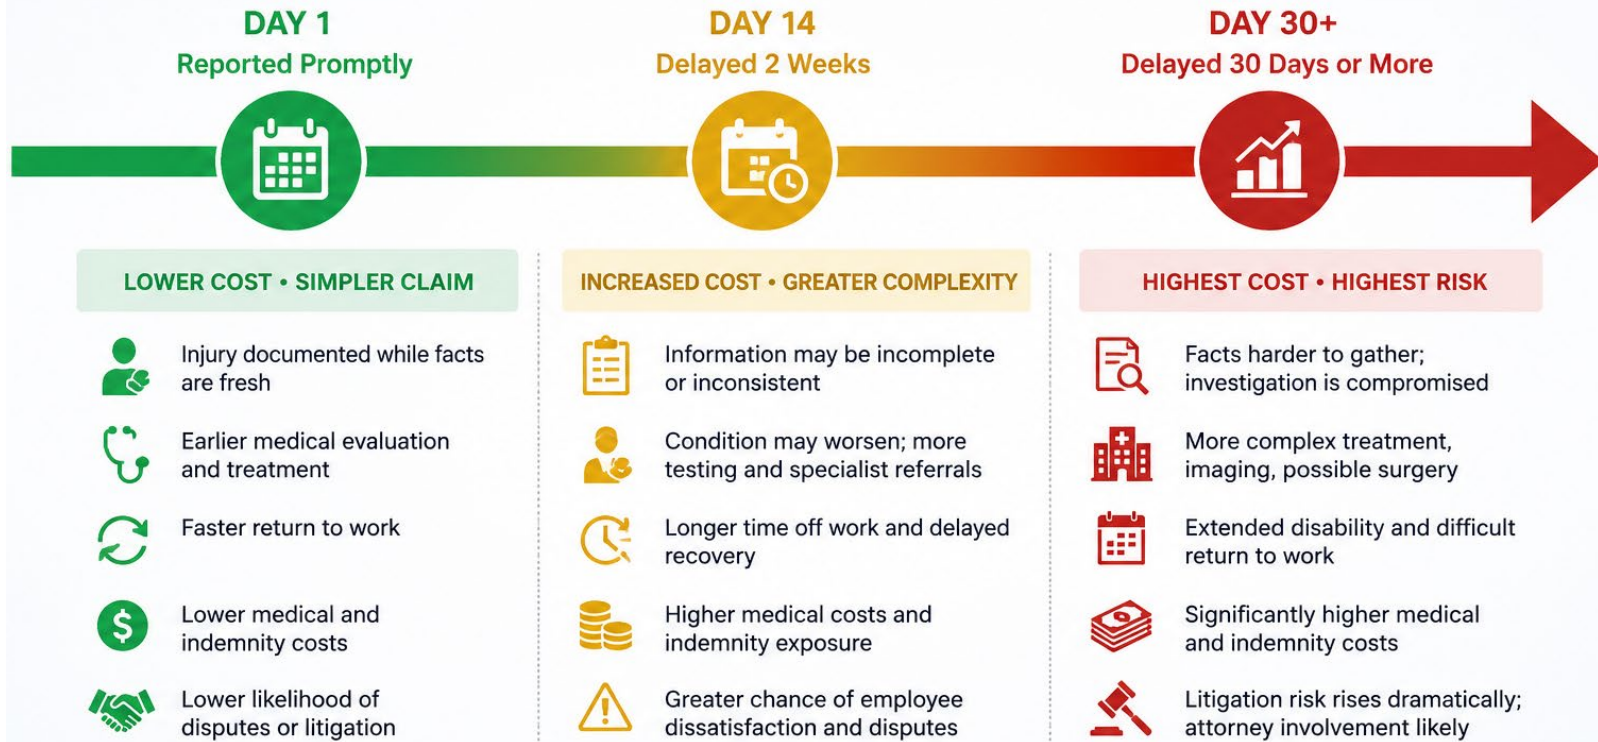 DAY 1
Reported Promptly
DAY 14
Delayed 2 Weeks
DAY 30+
Delayed 30 Days or More
LOWER COST • SIMPLER CLAIM
Injury documented while facts
are fresh
Earlier medical evaluation
and treatment
Faster return to work
Lower medical and
indemnity costs
Lower likelihood of
disputes or litigation
INCREASED COST • GREATER COMPLEXITY
Information may be incomplete
or inconsistent
Condition may worsen; more
testing and specialist referrals
Longer time off work and delayed
recovery
Higher medical costs and
indemnity exposure
Greater chance of employee
dissatisfaction and disputes
HIGHEST COST • HIGHEST RISK
Facts harder to gather;
investigation is compromised
More complex treatment,
imaging, possible surgery
Extended disability and difficult
return to work
Significantly higher medical
and indemnity costs
Litigation risk rises dramatically;
attorney involvement likely